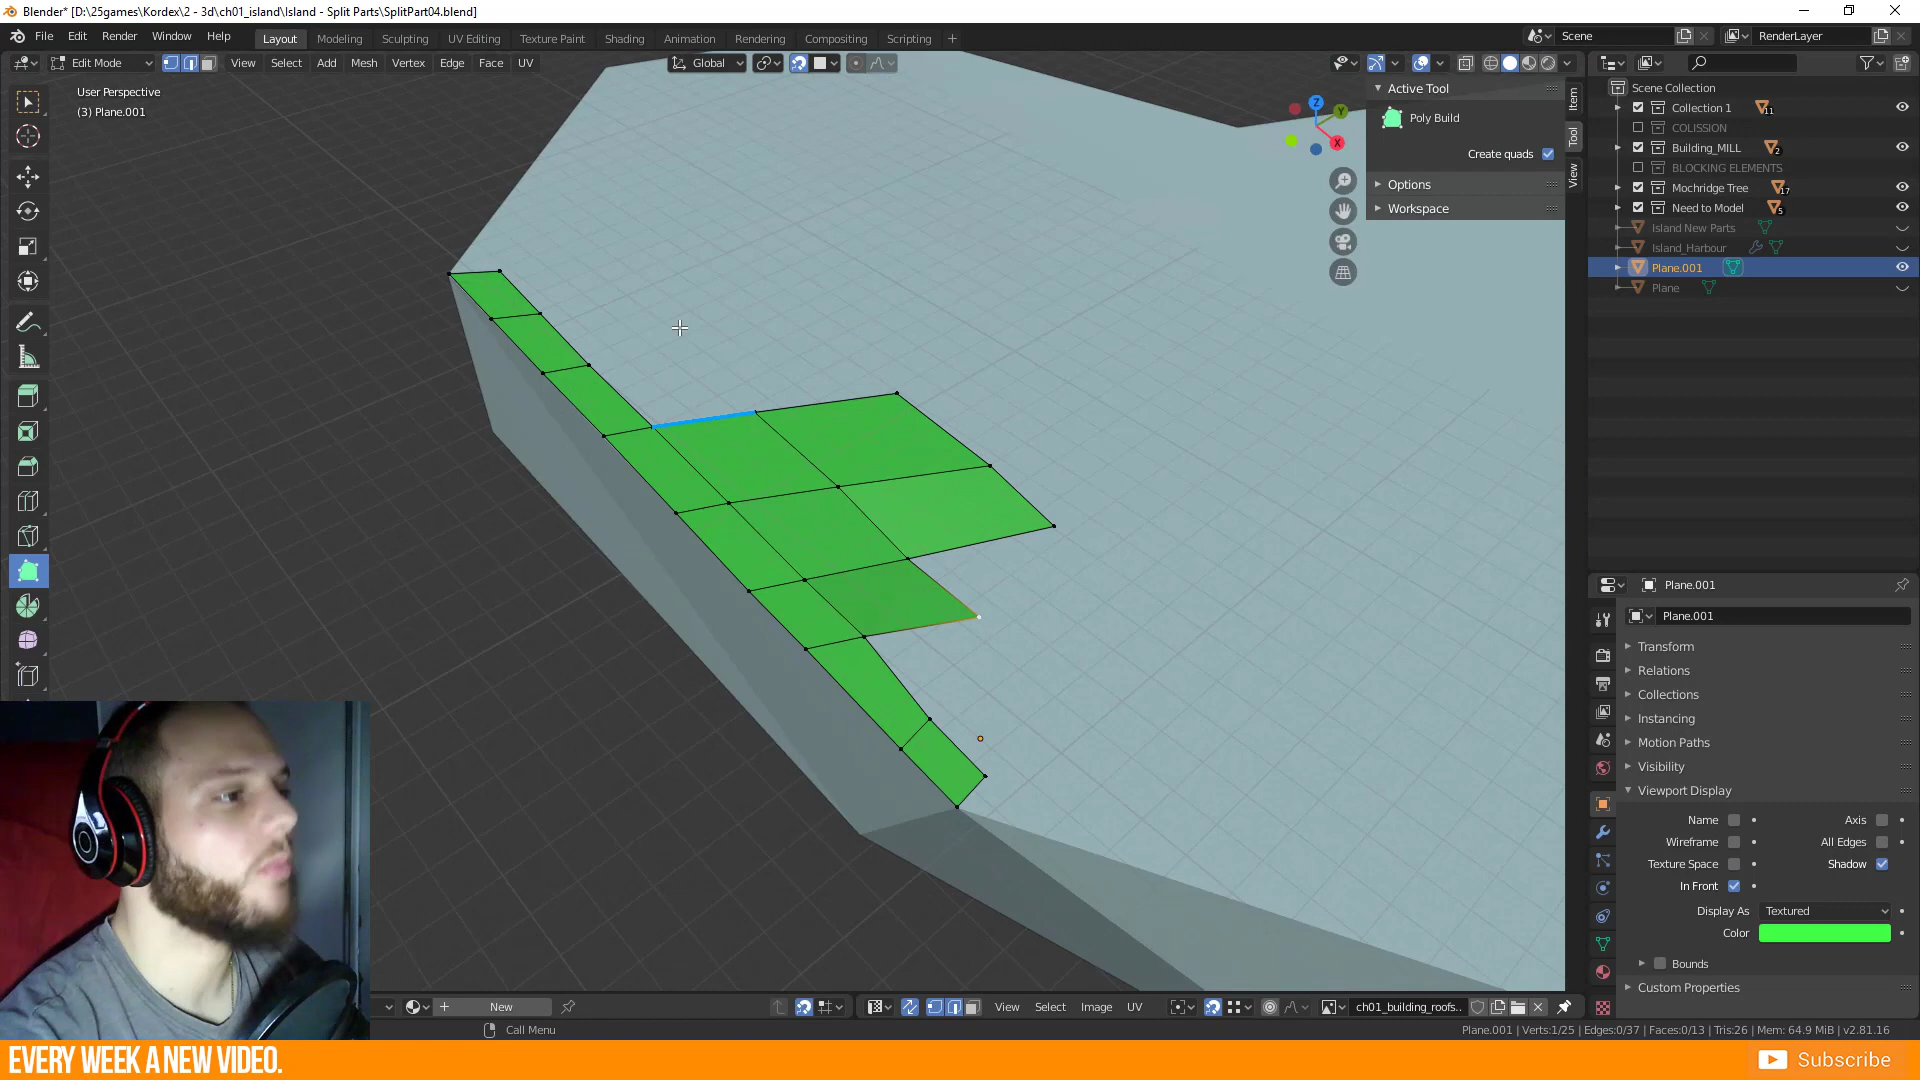 Blender* [D:\25games\Kordex\2 - 3d\ch01_island\Island - Split Parts\SplitPart04.blend]
File Edit Render Window Help Layout Modeling Sculpting UV Editing Texture Paint Shading Animation Rendering Compositing Scripting + Scene RenderLayer
Edit Mode View Select Add Mesh Vertex Edge Face UV Global
User Perspective
(3) Plane.001
Active Tool
Poly Build
Create quads
Options
Workspace
Item
Tool
View
Z
Y
X
Scene Collection
Collection 1 11
COLISSION
Building_MILL 2
BLOCKING ELEMENTS
Mochridge Tree 17
Need to Model 5
Island New Parts
Island_Harbour
Plane.001
Plane
Plane.001
Plane.001
Transform
Relations
Collections
Instancing
Motion Paths
Visibility
Viewport Display
Name Axis
Wireframe All Edges
Texture Space Shadow
In Front
Display As Textured
Color
Bounds
Custom Properties
New View Select Image UV ch01_building_roofs..
Call Menu
Plane.001 | Verts:1/25 | Edges:0/37 | Faces:0/13 | Tris:26 | Mem: 64.9 MiB | v2.81.16
EVERY WEEK A NEW VIDEO.
Subscribe